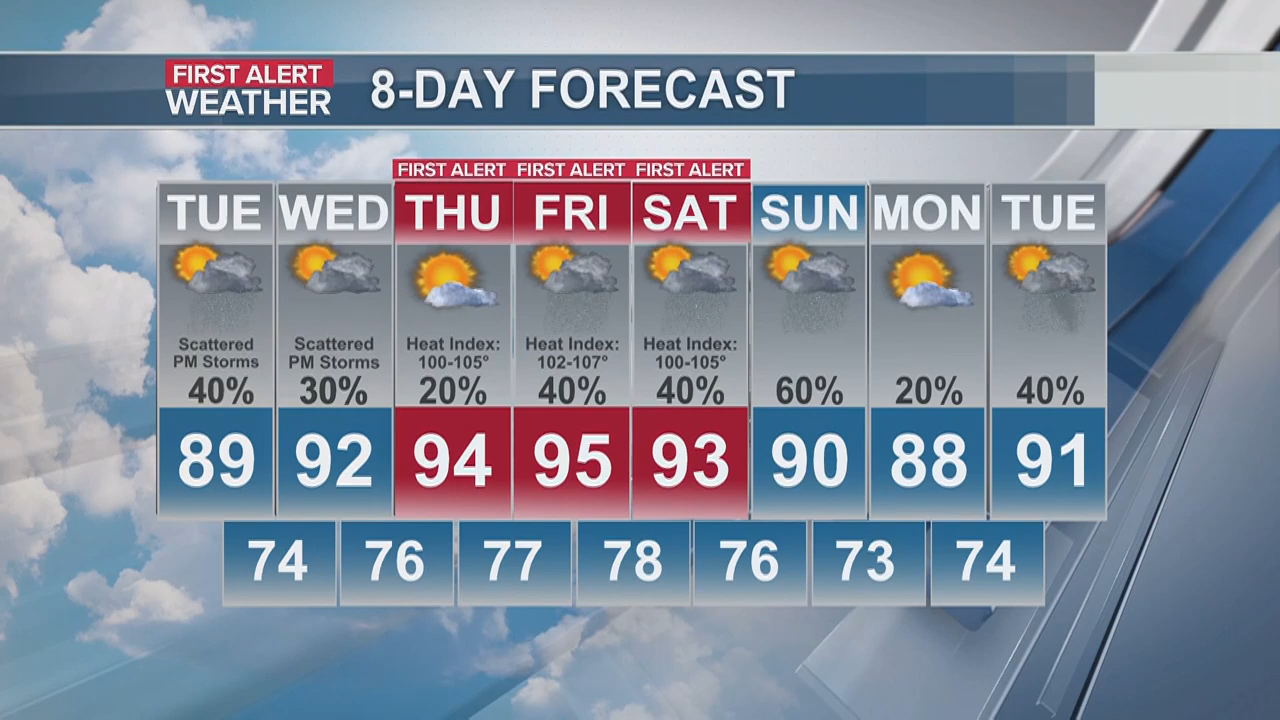 FIRST ALERT
WEATHER
8-DAY FORECAST
FIRST ALERT FIRST ALERT FIRST ALERT
TUE WED THU FRI SAT SUN MON TUE
Scattered Scattered Heat Index: Heat Index: Heat Index:
PM Storms PM Storms 100-105° 102-107° 100-105°
40% 30% 20% 40% 40% 60% 20% 40%
89 92 94 95 93 90 88 91
74 76 77 78 76 73 74